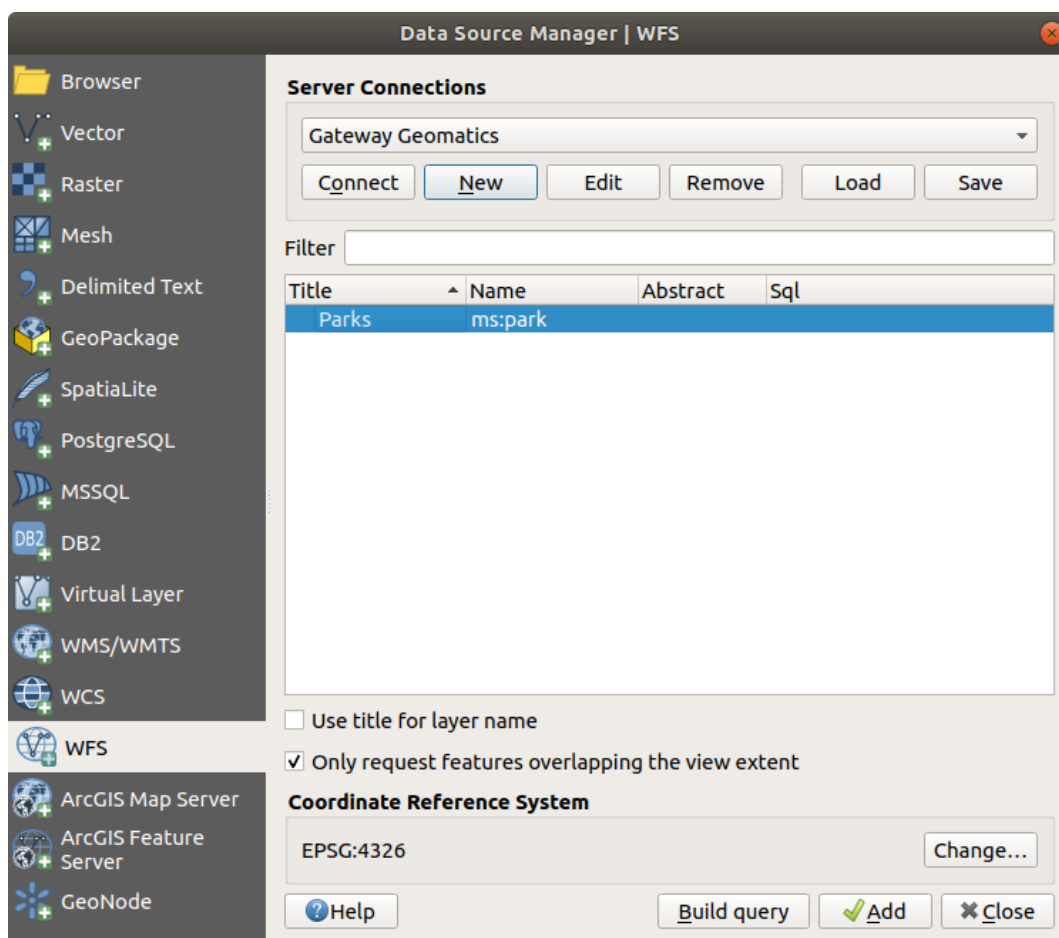 Data Source Manager | WFS
Browser
Vector
Raster
Mesh
Delimited Text
GeoPackage
SpatiaLite
PostgreSQL
MSSQL
DB2
DB2
Virtual Layer
WMS/WMTS
WCS
WFS
ArcGIS Map Server
ArcGIS Feature
Server
GeoNode
Server Connections
Gateway Geomatics
Connect New Edit Remove Load Save
Filter
Title Name Abstract Sql
Parks ms:park
Use title for layer name
Only request features overlapping the view extent
Coordinate Reference System
EPSG:4326 Change...
?Help Build query Add Close